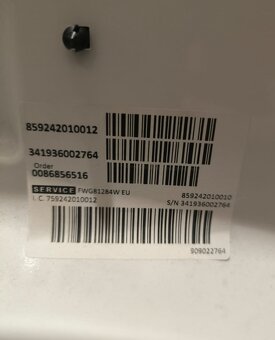 859242010012
341936002764
Order
0086856516
SERVICE FWG81284W EU 859242010010
I. C. 759242010012 S/N 341936002764
909022764